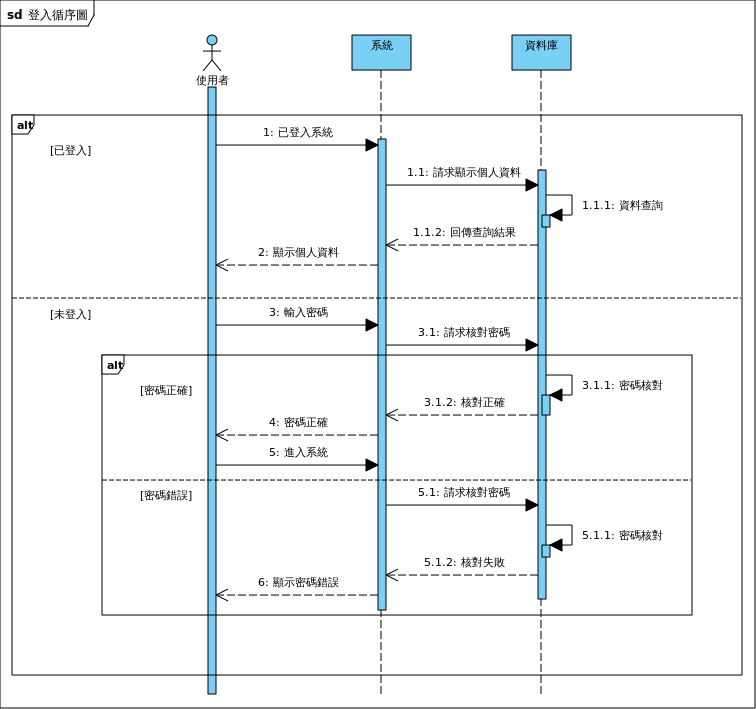 sd 登入循序圖
使用者
系統
資料庫
alt
[已登入]
1: 已登入系統
1.1: 請求顯示個人資料
1.1.1: 資料查詢
1.1.2: 回傳查詢結果
2: 顯示個人資料
[未登入]
3: 輸入密碼
3.1: 請求核對密碼
alt
[密碼正確]
3.1.1: 密碼核對
3.1.2: 核對正確
4: 密碼正確
5: 進入系統
[密碼錯誤]
5.1: 請求核對密碼
5.1.1: 密碼核對
5.1.2: 核對失敗
6: 顯示密碼錯誤